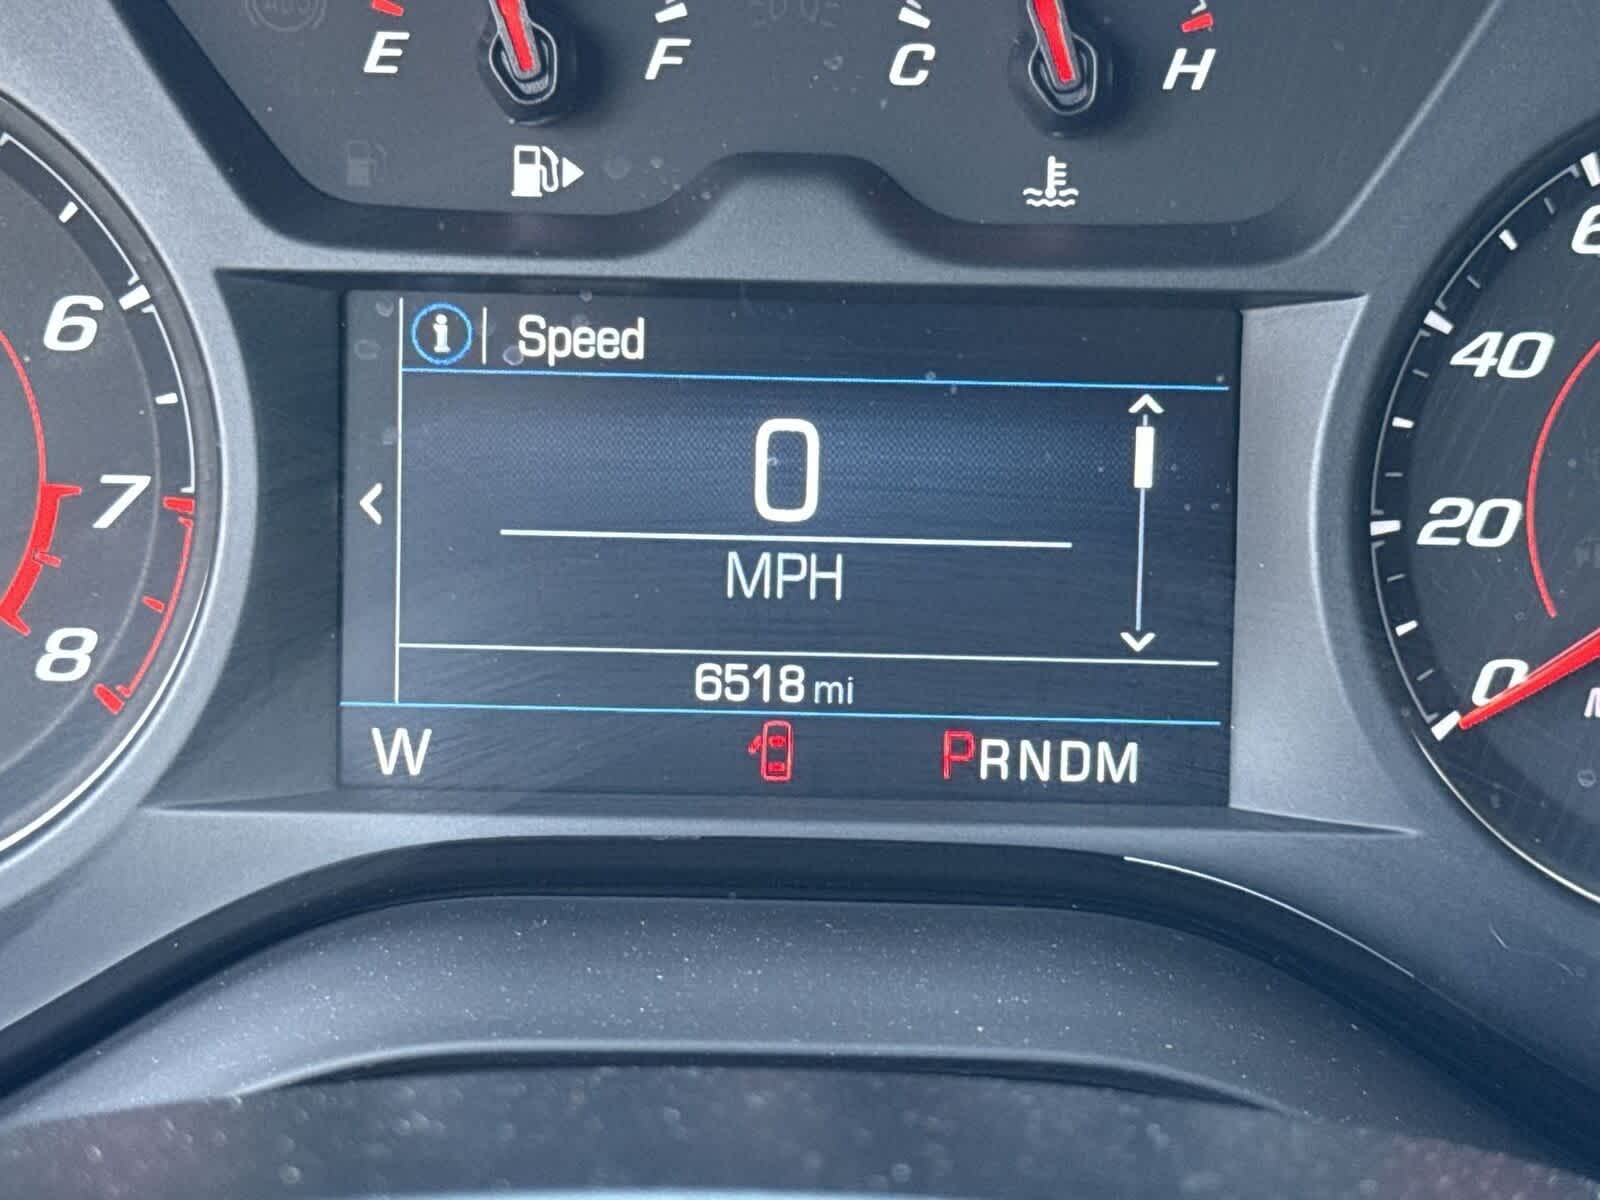 E F C H
i Speed
0
MPH
6518 mi
W PRNDM
6
7
8
40
20
0